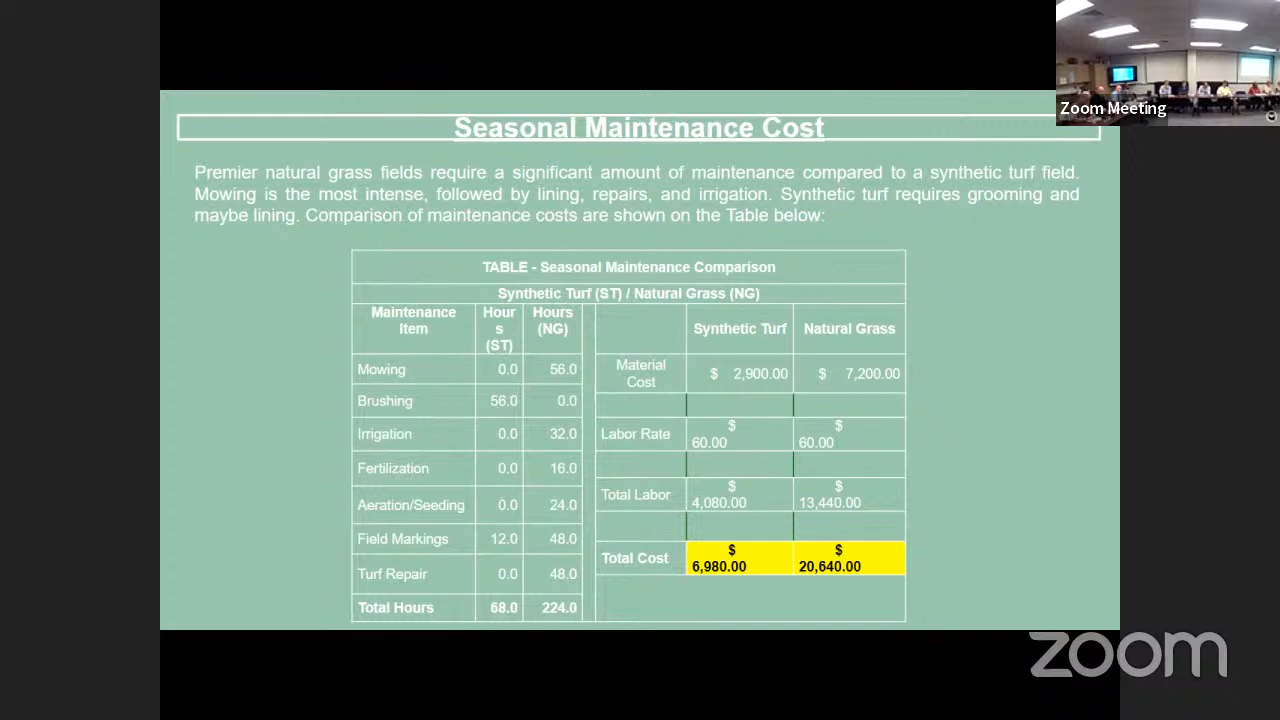 Zoom Meeting
Seasonal Maintenance Cost
Premier natural grass fields require a significant amount of maintenance compared to a synthetic turf field.
Mowing is the most intense, followed by lining, repairs, and irrigation. Synthetic turf requires grooming and
maybe lining. Comparison of maintenance costs are shown on the Table below:
TABLE - Seasonal Maintenance Comparison
Synthetic Turf (ST) / Natural Grass (NG)
Maintenance
Item
Hour
s
(ST)
Hours
(NG)
Synthetic Turf
Natural Grass
Mowing 0.0 56.0
Material
Cost
$ 2,900.00 $ 7,200.00
Brushing 56.0 0.0
Irrigation 0.0 32.0
Labor Rate
$
60.00
$
60.00
Fertilization 0.0 16.0
Aeration/Seeding 0.0 24.0
Total Labor
$
4,080.00
$
13,440.00
Field Markings 12.0 48.0
Total Cost
$
6,980.00
$
20,640.00
Turf Repair 0.0 48.0
Total Hours 68.0 224.0
zoom